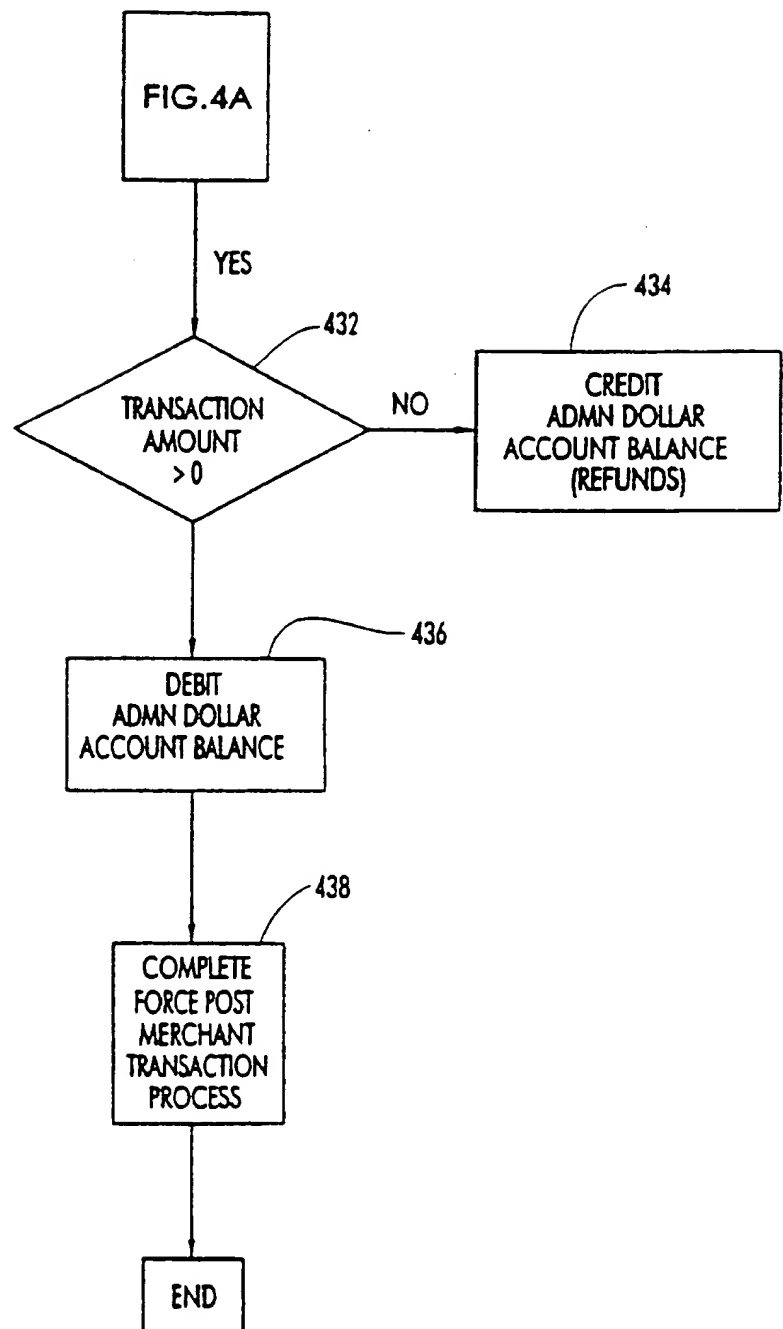 FIG.4A
YES
432
TRANSACTION
AMOUNT
> 0
NO
434
CREDIT
ADMN DOLLAR
ACCOUNT BALANCE
(REFUNDS)
436
DEBIT
ADMN DOLLAR
ACCOUNT BALANCE
438
COMPLETE
FORCE POST
MERCHANT
TRANSACTION
PROCESS
END